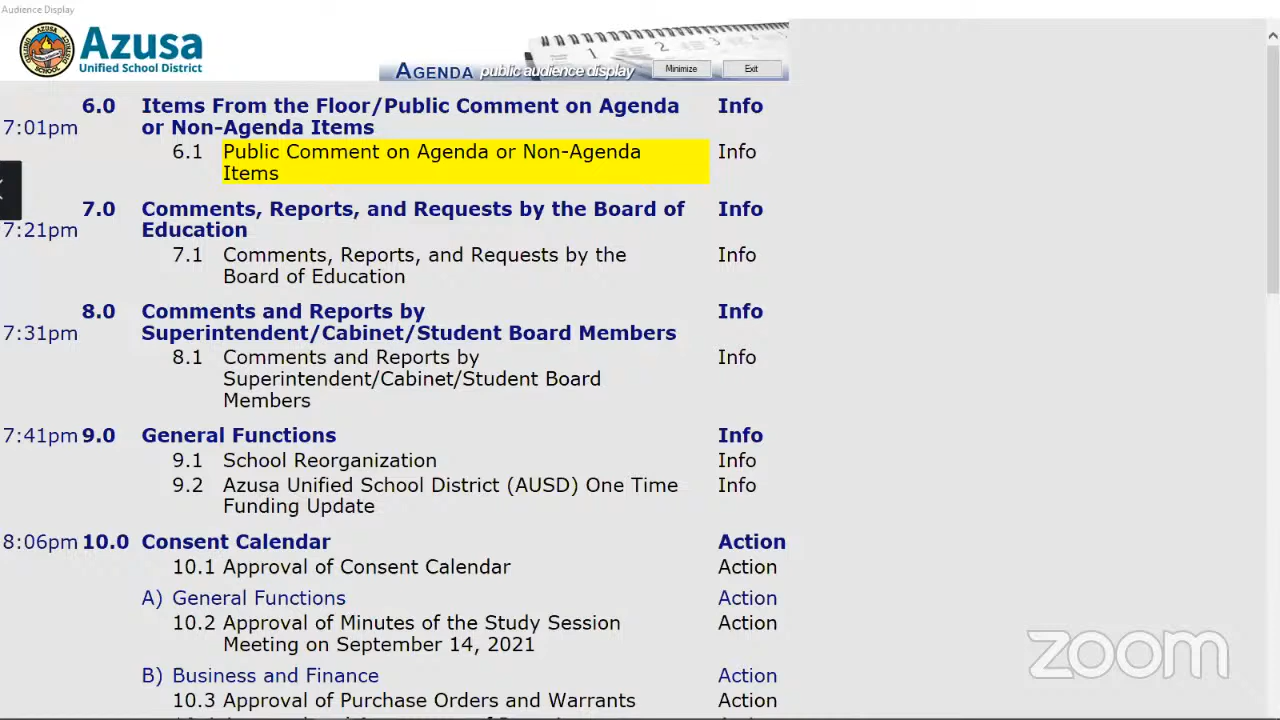 Audience Display
Azusa
Unified School District
AGENDA public audience display
Minimize
Exit
6.0 Items From the Floor/Public Comment on Agenda Info
7:01pm or Non-Agenda Items
6.1 Public Comment on Agenda or Non-Agenda Info
Items
7.0 Comments, Reports, and Requests by the Board of Info
7:21pm Education
7.1 Comments, Reports, and Requests by the Info
Board of Education
8.0 Comments and Reports by Info
7:31pm Superintendent/Cabinet/Student Board Members
8.1 Comments and Reports by Info
Superintendent/Cabinet/Student Board
Members
7:41pm 9.0 General Functions Info
9.1 School Reorganization Info
9.2 Azusa Unified School District (AUSD) One Time Info
Funding Update
8:06pm 10.0 Consent Calendar Action
10.1 Approval of Consent Calendar Action
A) General Functions Action
10.2 Approval of Minutes of the Study Session Action
Meeting on September 14, 2021
B) Business and Finance Action
10.3 Approval of Purchase Orders and Warrants Action
zoom